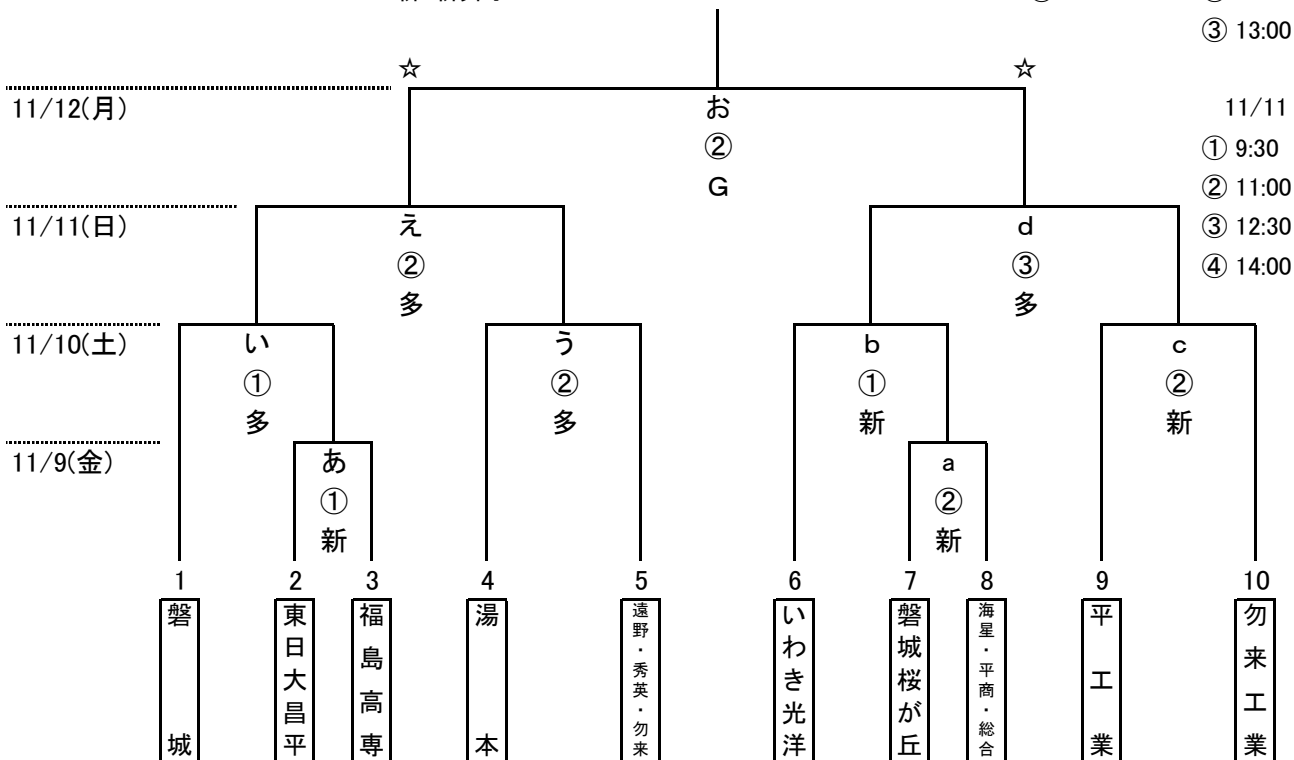 ③ 13:00
☆ ☆
11/12(月)
お
②
G
11/11
① 9:30
② 11:00
③ 12:30
④ 14:00
11/11(日)
え
②
多
d
③
多
11/10(土)
い
①
多
う
②
多
b
①
新
c
②
新
11/9(金)
あ
①
新
a
②
新
1 2 3 4 5 6 7 8 9 10
磐城
東日大昌平
福島高専
湯本
遠野・秀英・勿来
いわき光洋
磐城桜が丘
海星・平商・総合
平工業
勿来工業